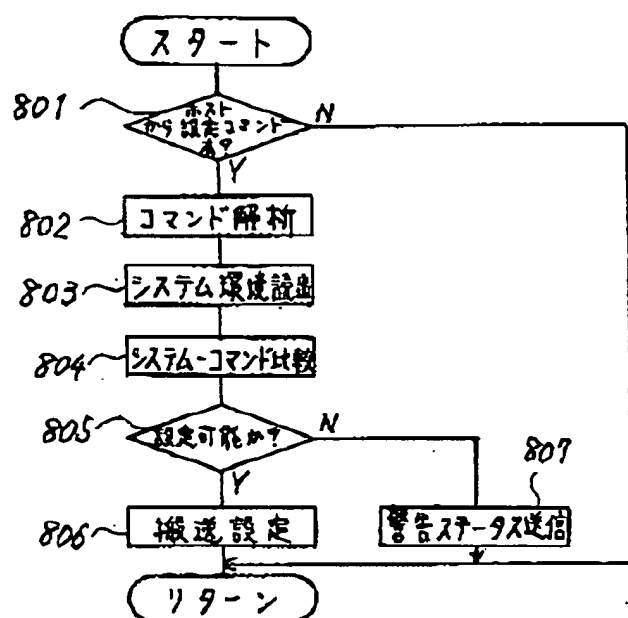 スタート
801
ホスト
から設定コマンド
あ?
N
Y
802
コマンド解析
803
システム環境読出
804
システム-コマンド比較
805
設定可能か?
N
Y
807
806
搬送設定
警告ステータス送信
リターン